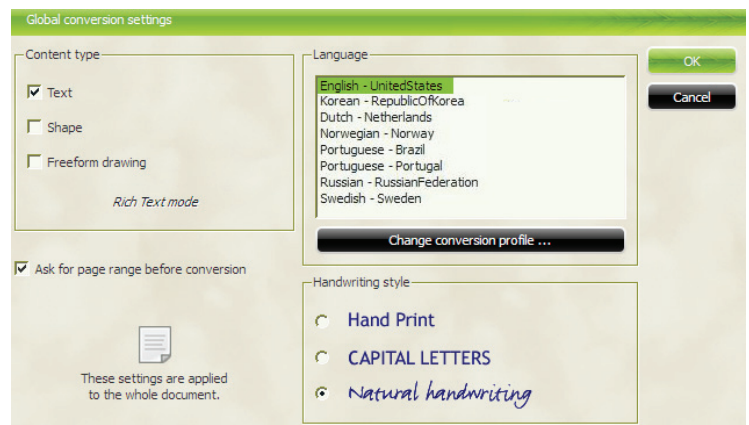 Global conversion settings
Content type
Text
Shape
Freeform drawing
Rich Text mode
Ask for page range before conversion
These settings are applied
to the whole document.
Language
English - UnitedStates
Korean - RepublicOfKorea
Dutch - Netherlands
Norwegian - Norway
Portuguese - Brazil
Portuguese - Portugal
Russian - RussianFederation
Swedish - Sweden
Change conversion profile ...
Handwriting style
Hand Print
CAPITAL LETTERS
Natural handwriting
OK
Cancel